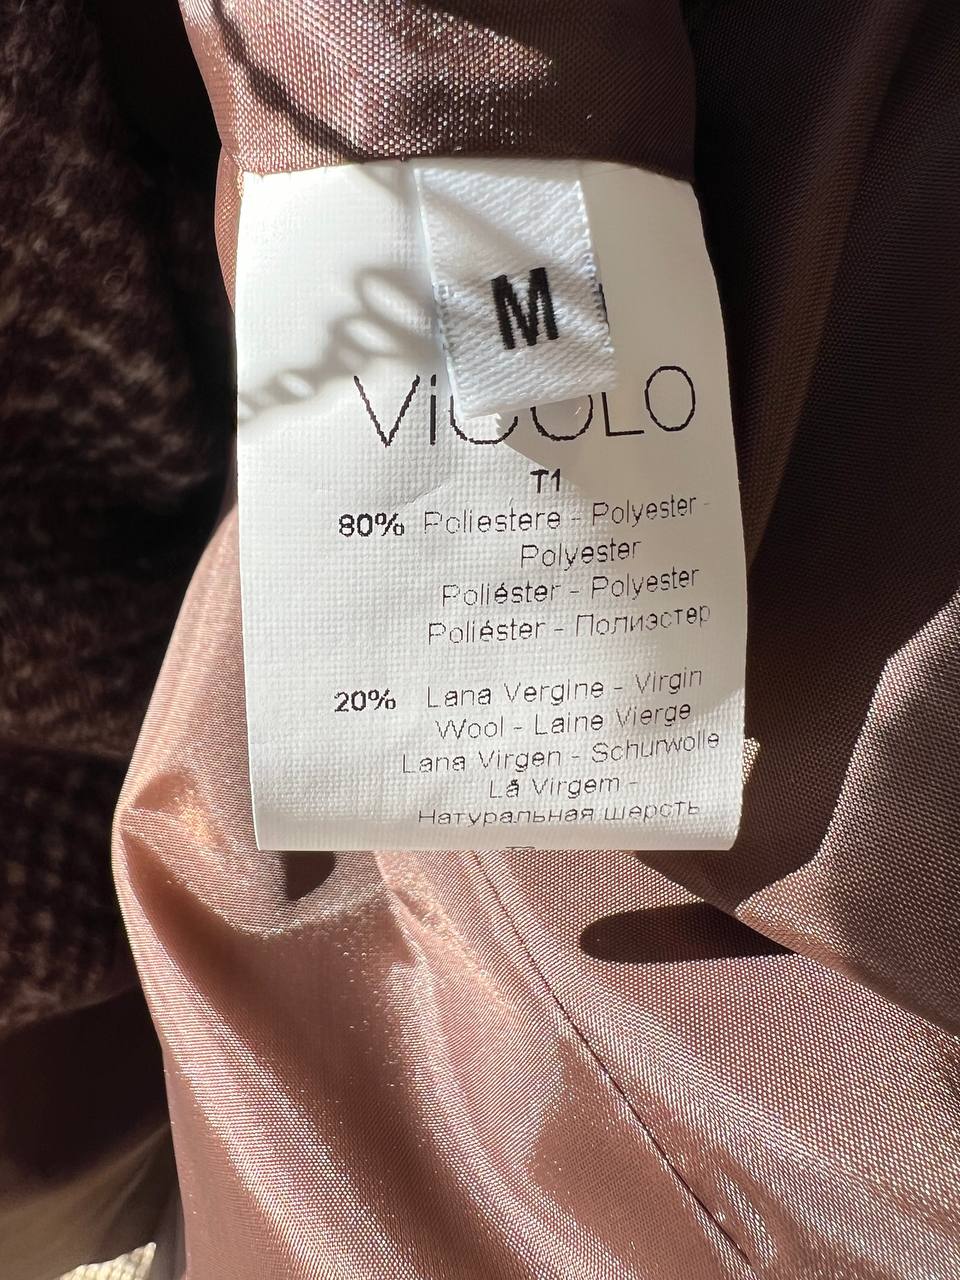 M
ViCOLO
T1
80% Poliestere - Polyester -
Polyester
Poliéster - Polyester
Poliéster - Полиэстер
20% Lana Vergine - Virgin
Wool - Laine Vierge
Lana Virgen - Schurwolle
Lã Virgem -
Натуральная шерсть